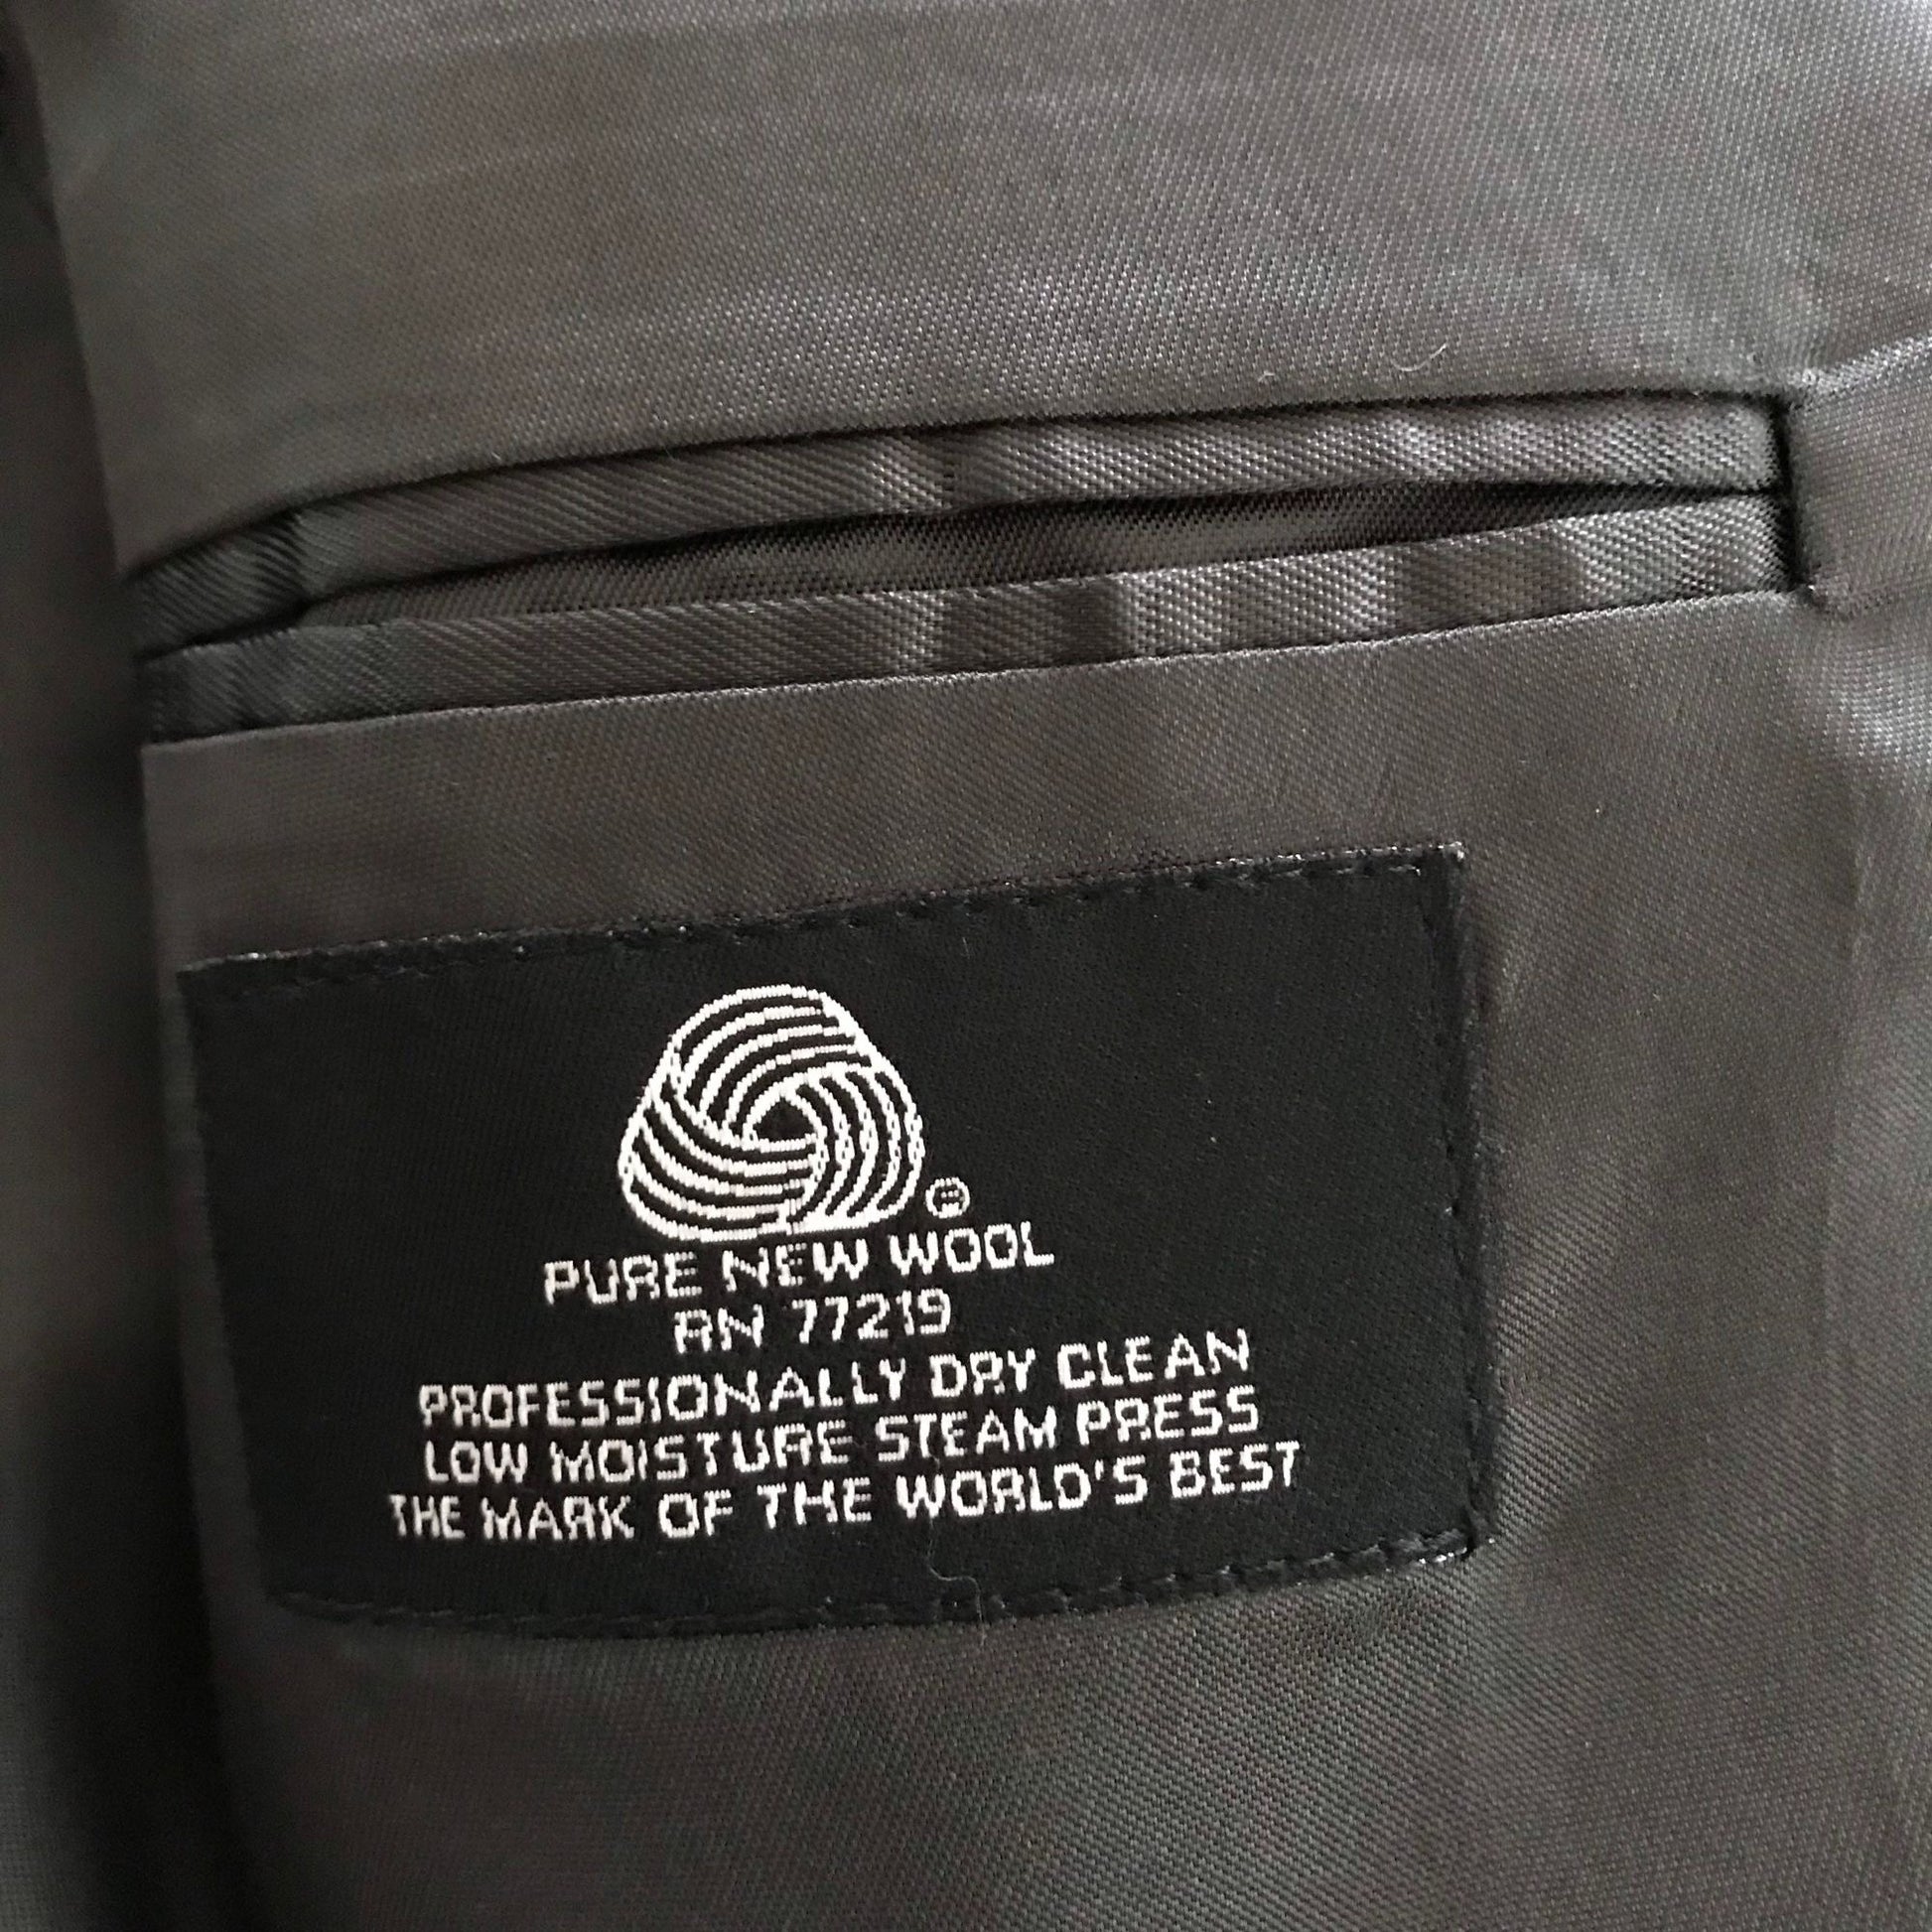 ®
PURE NEW WOOL
RN 77219
PROFESSIONALLY DRY CLEAN
LOW MOISTURE STEAM PRESS
THE MARK OF THE WORLD'S BEST